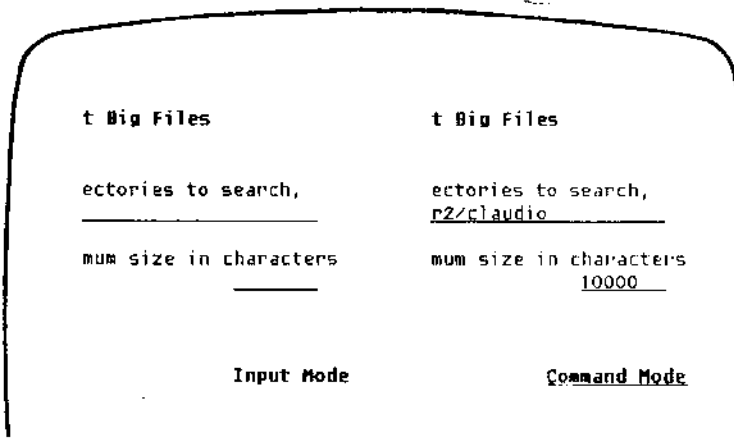 t Big Files
ectories to search,
mum size in characters
Input Mode
t Big Files
ectories to search,
r2/claudio
mum size in characters
10000
Command Mode